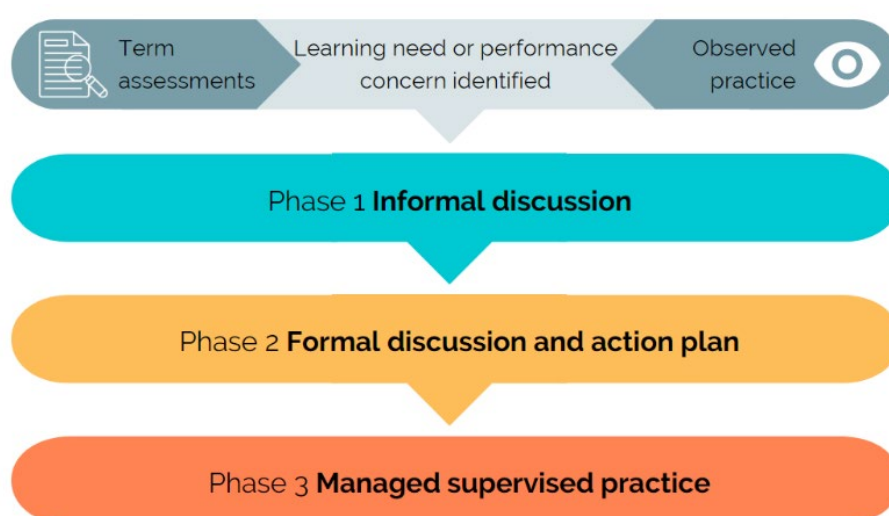 Term
assessments
Learning need or performance
concern identified
Observed
practice
Phase 1 Informal discussion
Phase 2 Formal discussion and action plan
Phase 3 Managed supervised practice